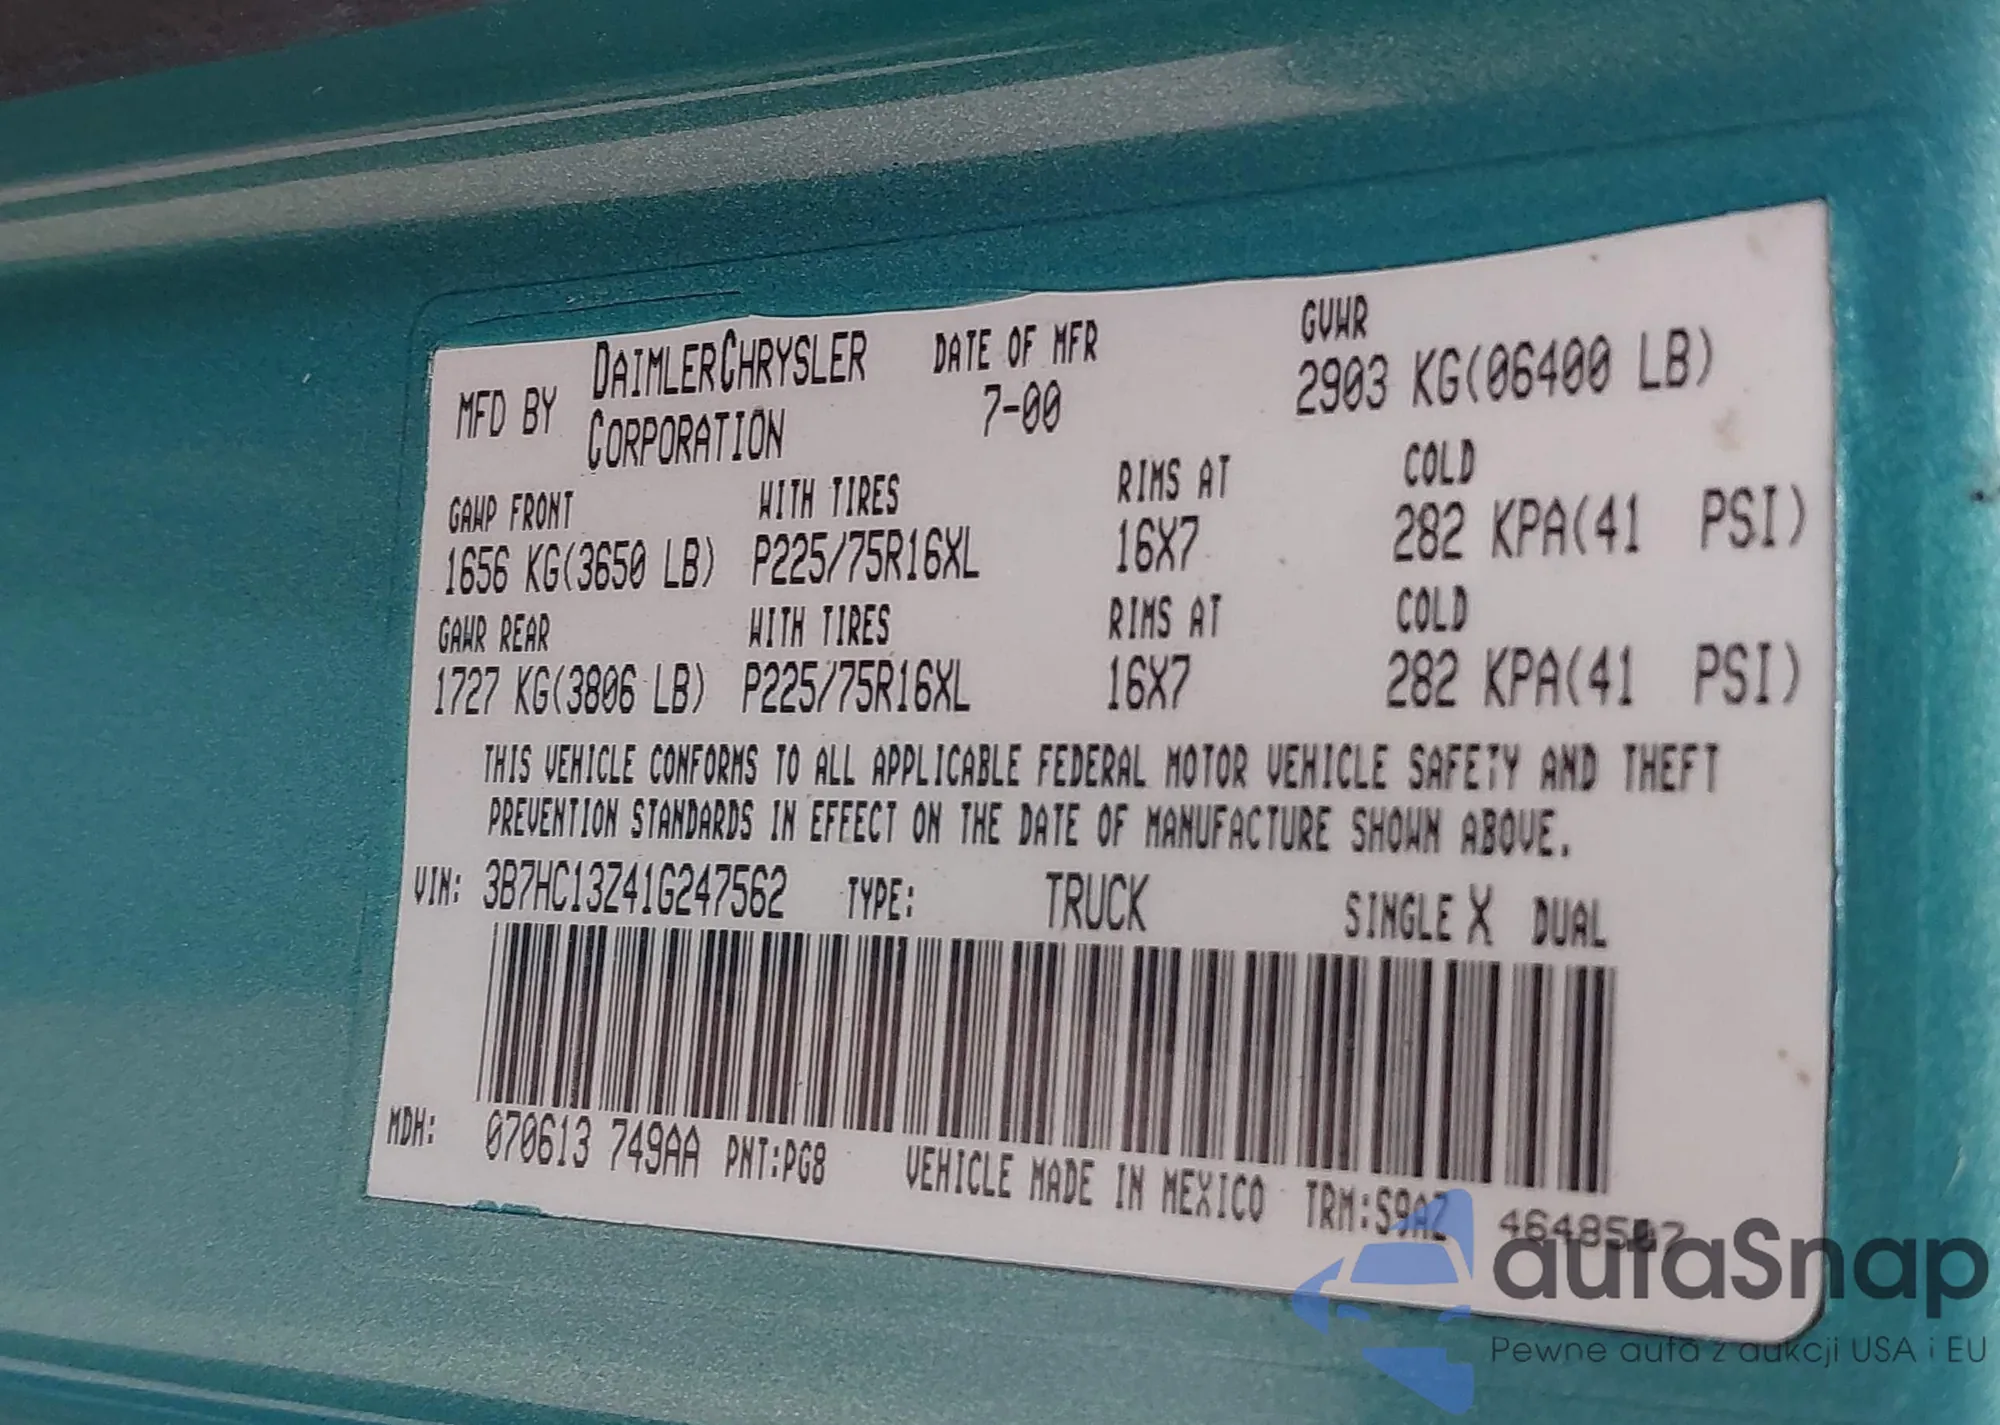 MFD BY DAIMLERCHRYSLER CORPORATION DATE OF MFR 7-00 GVWR 2903 KG(06400 LB)
GAWR FRONT WITH TIRES RIMS AT COLD
1656 KG(3650 LB) P225/75R16XL 16X7 282 KPA(41 PSI)
GAWR REAR WITH TIRES RIMS AT COLD
1727 KG(3806 LB) P225/75R16XL 16X7 282 KPA(41 PSI)
THIS VEHICLE CONFORMS TO ALL APPLICABLE FEDERAL MOTOR VEHICLE SAFETY AND THEFT
PREVENTION STANDARDS IN EFFECT ON THE DATE OF MANUFACTURE SHOWN ABOVE.
VIN: 3B7HC13Z41G247562 TYPE: TRUCK SINGLE X DUAL
MDH: 070613 749AA PNT:PG8 VEHICLE MADE IN MEXICO TRM:S9AZ 4648507
autaSnap
Pewne auta z aukcji USA i EU